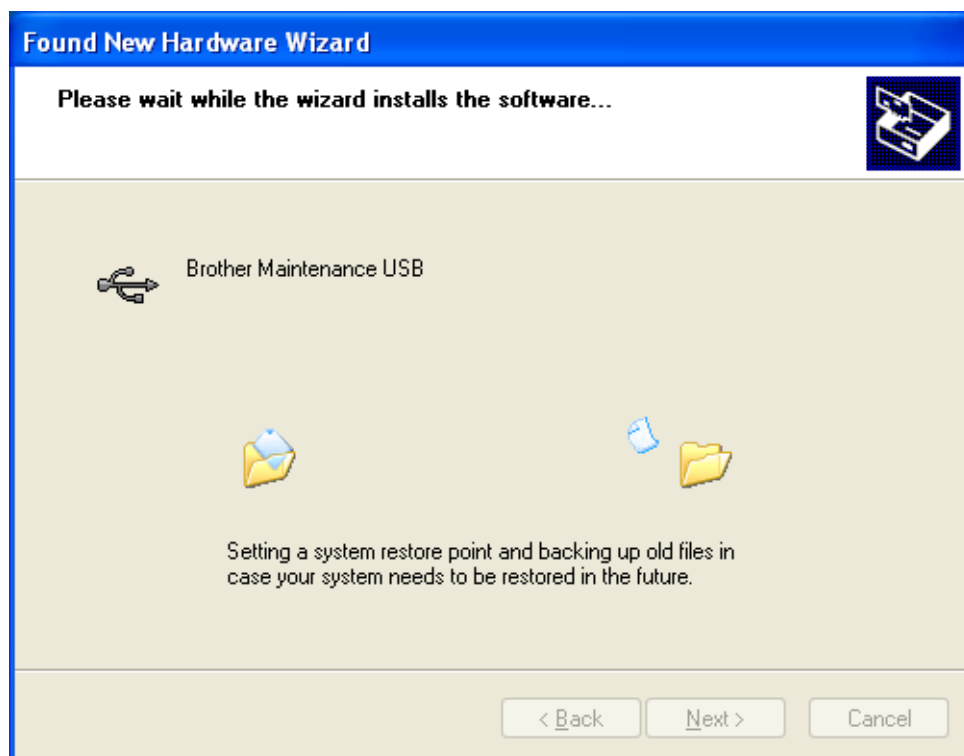 Found New Hardware Wizard
Please wait while the wizard installs the software...
Brother Maintenance USB
Setting a system restore point and backing up old files in
case your system needs to be restored in the future.
< Back Next > Cancel